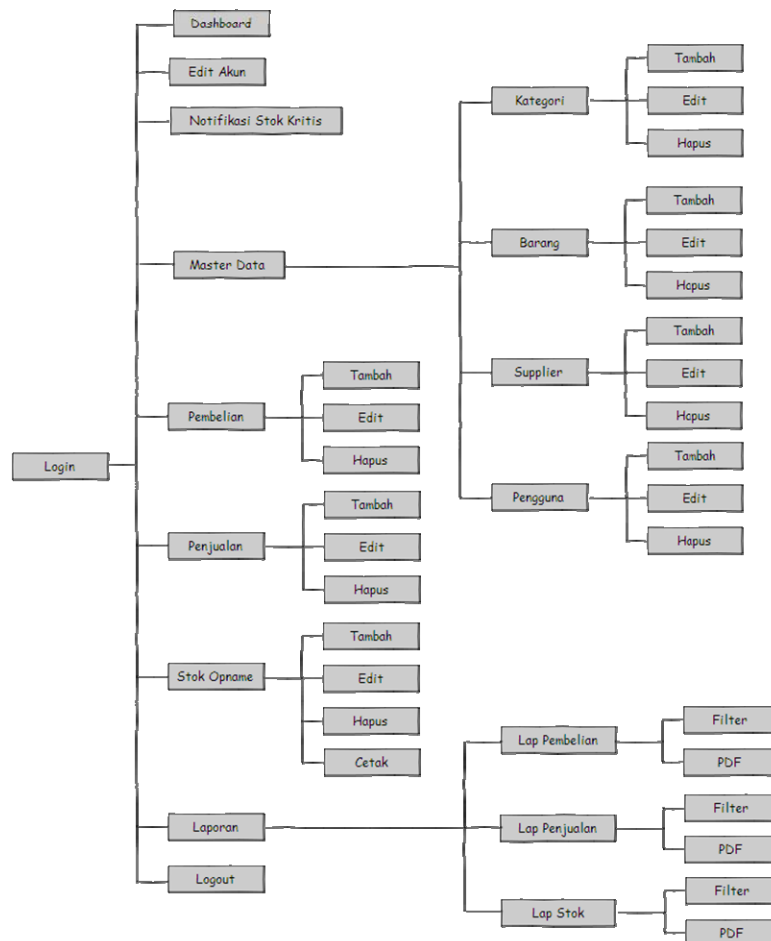 Dashboard
Edit Akun
Notifikasi Stok Kritis
Master Data
Kategori
Tambah
Edit
Hapus
Barang
Tambah
Edit
Hapus
Supplier
Tambah
Edit
Hapus
Pengguna
Tambah
Edit
Hapus
Login
Pembelian
Tambah
Edit
Hapus
Penjualan
Tambah
Edit
Hapus
Stok Opname
Tambah
Edit
Hapus
Cetak
Laporan
Lap Pembelian
Filter
PDF
Lap Penjualan
Filter
PDF
Lap Stok
Filter
PDF
Logout